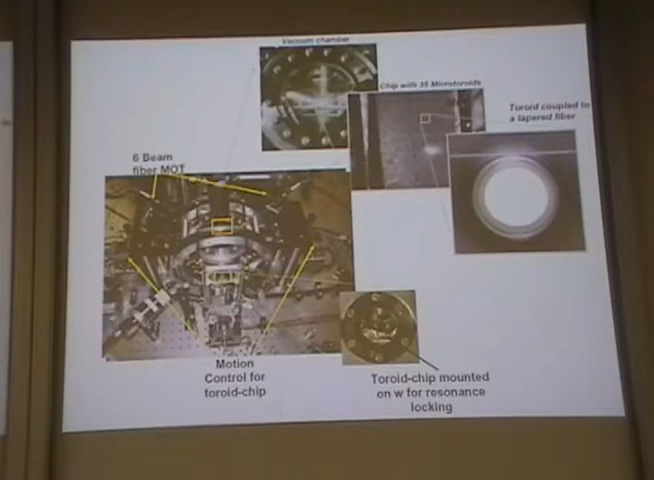 Vacuum chamber
Chip with 35 Microtoroids
Toroid coupled to
a tapered fiber
6 Beam
fiber MOT
Motion
Control for
toroid-chip
Toroid-chip mounted
on w for resonance
locking